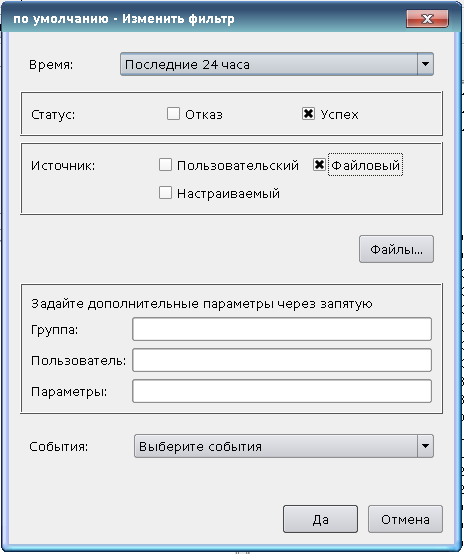 по умолчанию - Изменить фильтр
Время: Последние 24 часа
Статус: Отказ Успех
Источник: Пользовательский Файловый
Настраиваемый
Файлы...
Задайте дополнительные параметры через запятую
Группа:
Пользователь:
Параметры:
События: Выберите события
Да Отмена